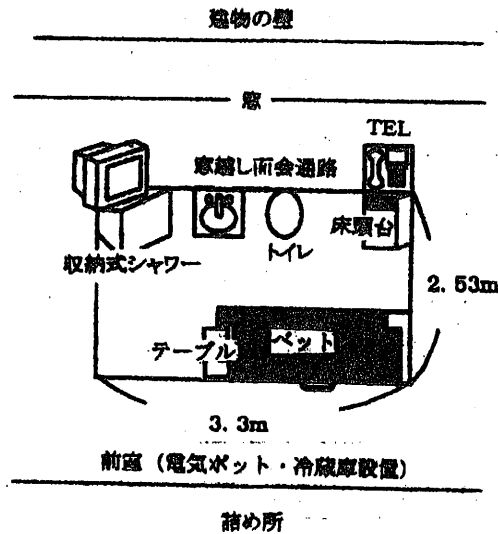 建物の壁
窓
TEL
窓越し面会通路
床頭台
トイレ
収納式シャワー
2. 53m
ベット
テーブル
3. 3m
前室（電気ポット・冷蔵庫設置）
詰め所